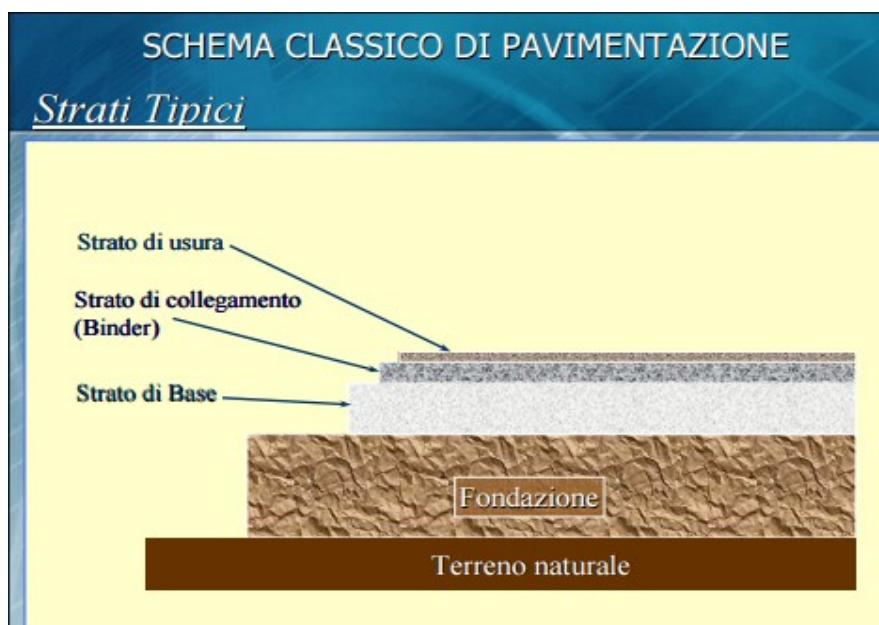 SCHEMA CLASSICO DI PAVIMENTAZIONE
Strati Tipici
Strato di usura
Strato di collegamento
(Binder)
Strato di Base
Fondazione
Terreno naturale